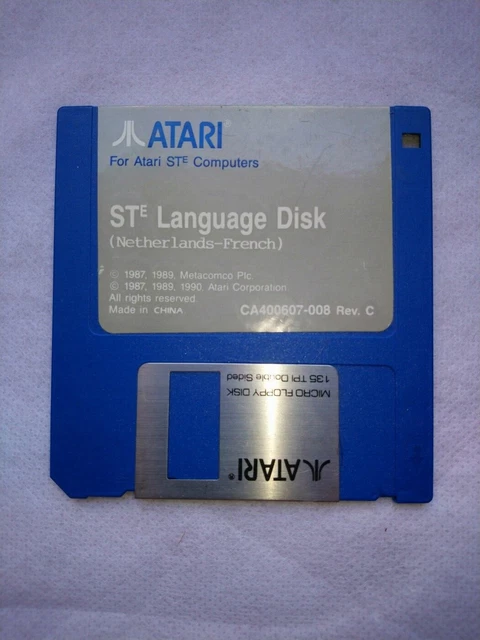 ATARI®
For Atari STE Computers
STE Language Disk
(Netherlands-French)
© 1987, 1989, Metacomco Plc
© 1987, 1989, 1990, Atari Corporation
All rights reserved.
Made in CHINA
CA400607-008 Rev. C
ATARI®
MICRO FLOPPY DISK
135 TPI Double Sided